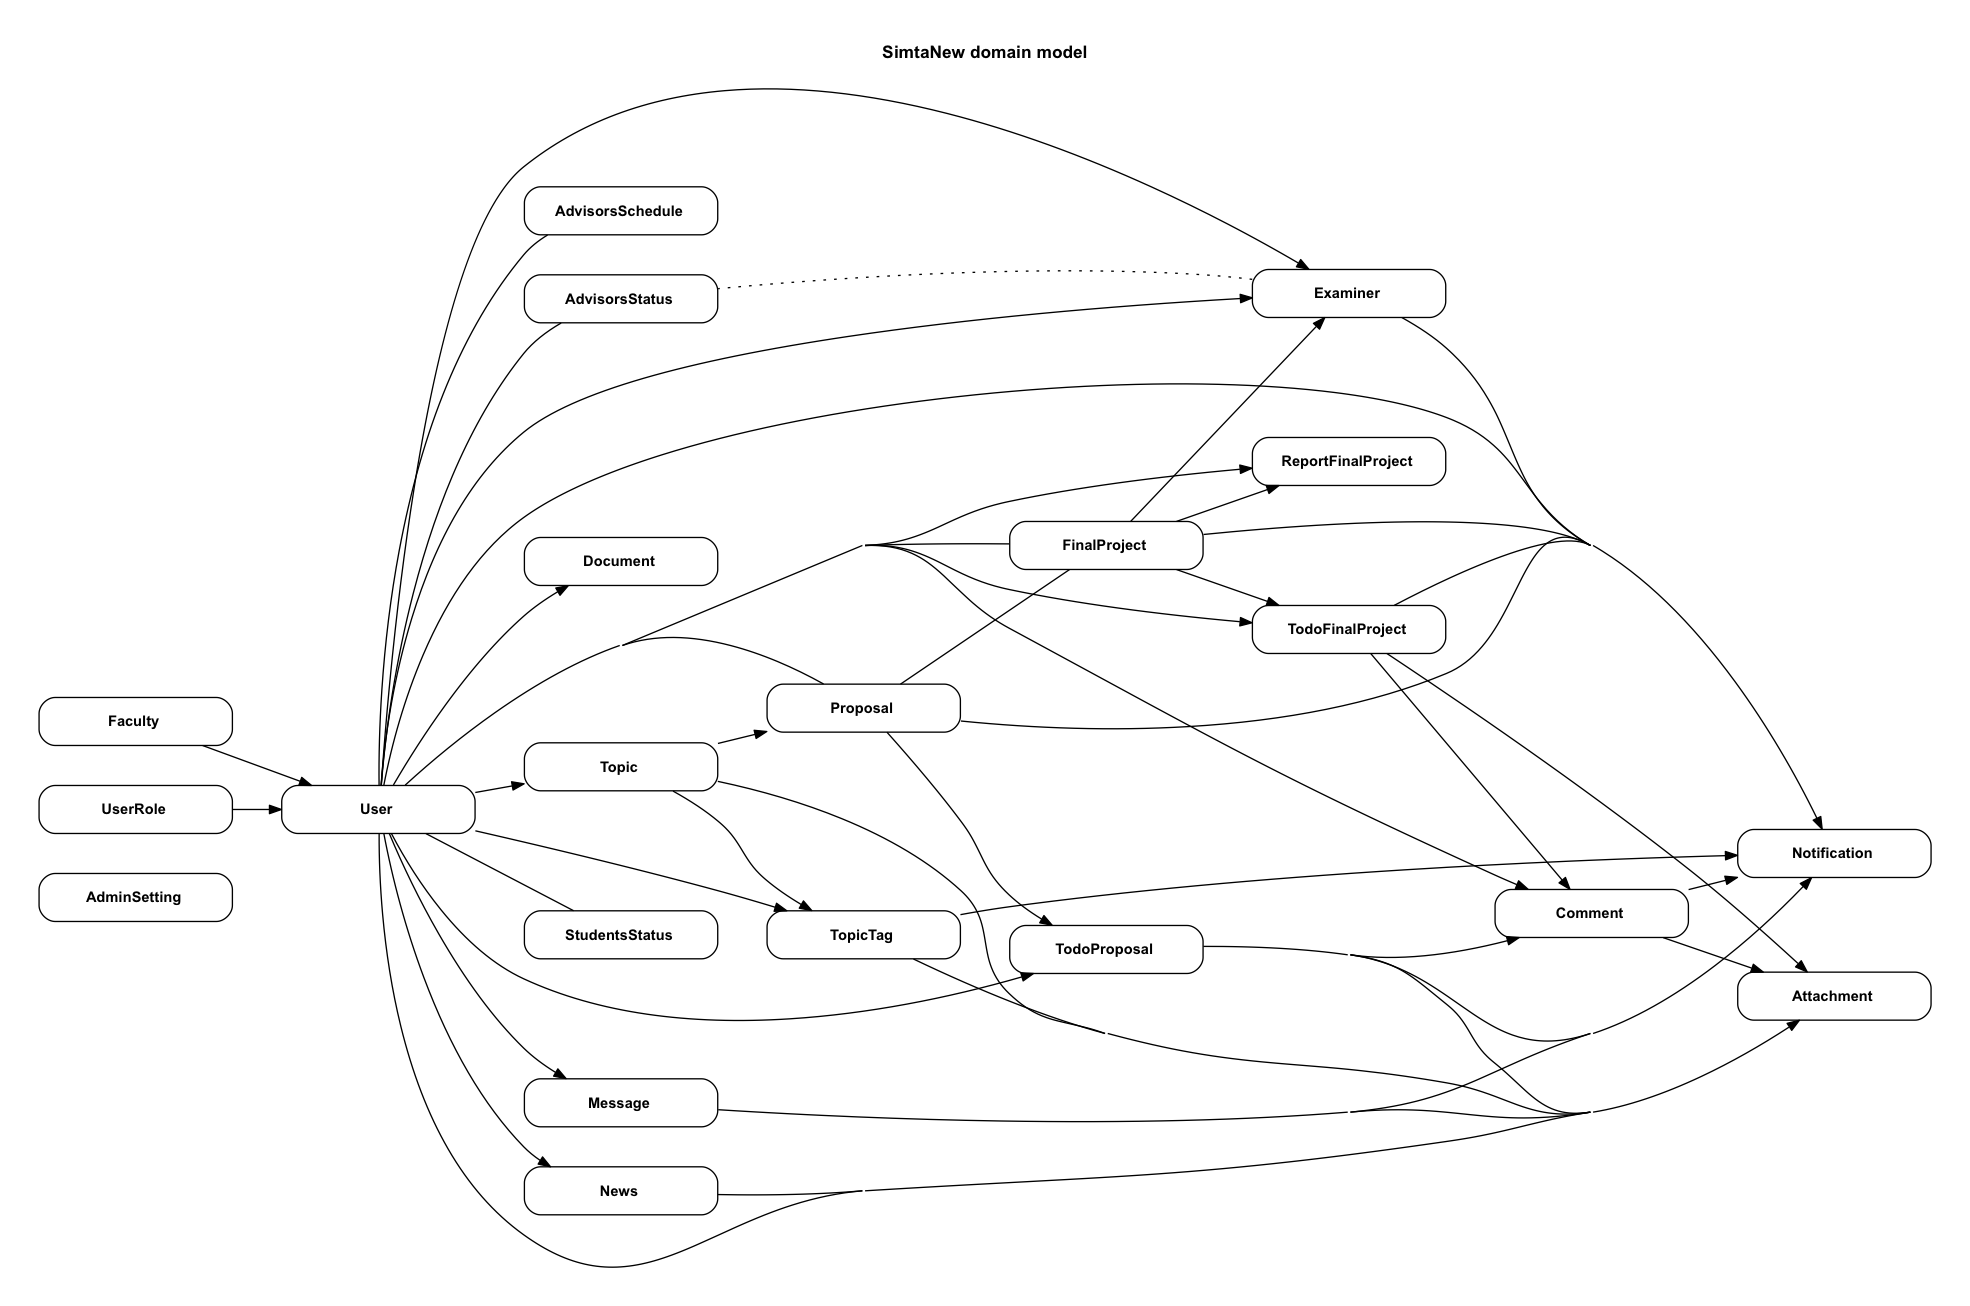 SimtaNew domain model
AdvisorsSchedule
AdvisorsStatus
Examiner
ReportFinalProject
FinalProject
Document
TodoFinalProject
Proposal
Faculty
Topic
UserRole
User
Notification
AdminSetting
Comment
StudentsStatus
TopicTag
TodoProposal
Attachment
Message
News